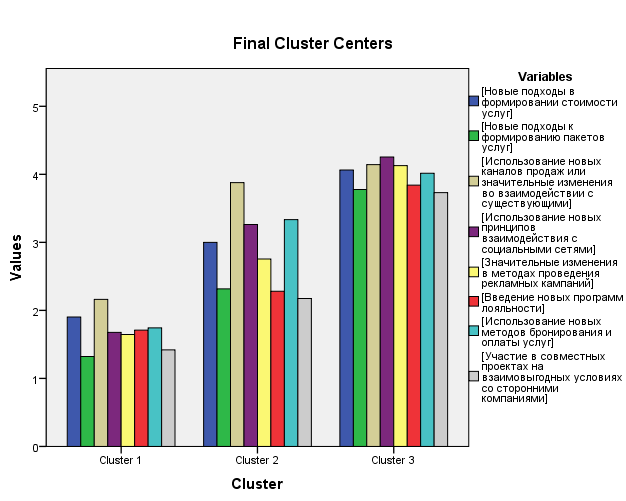 Final Cluster Centers
Values
5
4
3
2
1
0
Cluster 1
Cluster 2
Cluster 3
Cluster
Variables
[Новые подходы в
формировании стоимости
услуг]
[Новые подходы к
формированию пакетов
услуг]
[Использование новых
каналов продаж или
значительные изменения
во взаимодействии с
существующими]
[Использование новых
принципов
взаимодействия с
социальными сетями]
[Значительные изменения
в методах проведения
рекламных кампаний]
[Введение новых программ
лояльности]
[Использование новых
методов бронирования и
оплаты услуг]
[Участие в совместных
проектах на
взаимовыгодных условиях
со сторонними
компаниями]